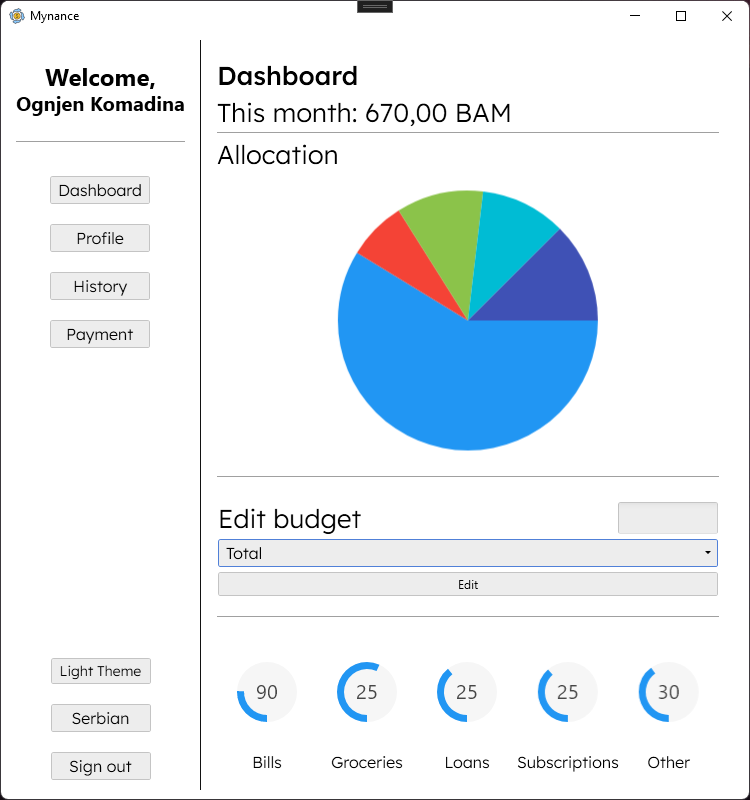 Mynance
Welcome,
Ognjen Komadina
Dashboard
Profile
History
Payment
Light Theme
Serbian
Sign out
Dashboard
This month: 670,00 BAM
Allocation
Edit budget
Total
Edit
90 25 25 25 30
Bills Groceries Loans Subscriptions Other